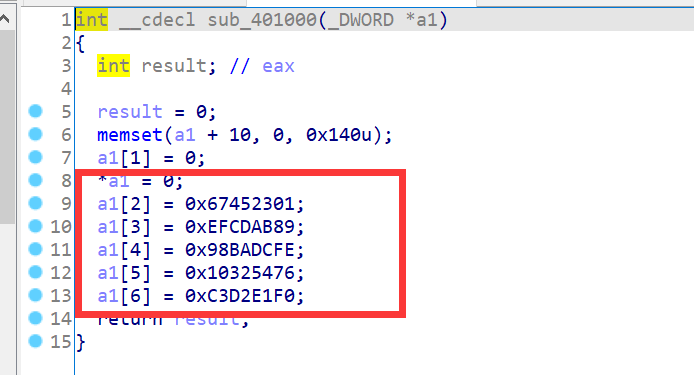 1 int __cdecl sub_401000(_DWORD *a1)
2 {
3 int result; // eax
4
5 result = 0;
6 memset(a1 + 10, 0, 0x140u);
7 a1[1] = 0;
8 *a1 = 0;
9 a1[2] = 0x67452301;
10 a1[3] = 0xEFCDAB89;
11 a1[4] = 0x98BADCFE;
12 a1[5] = 0x10325476;
13 a1[6] = 0xC3D2E1F0;
14 return result;
15 }